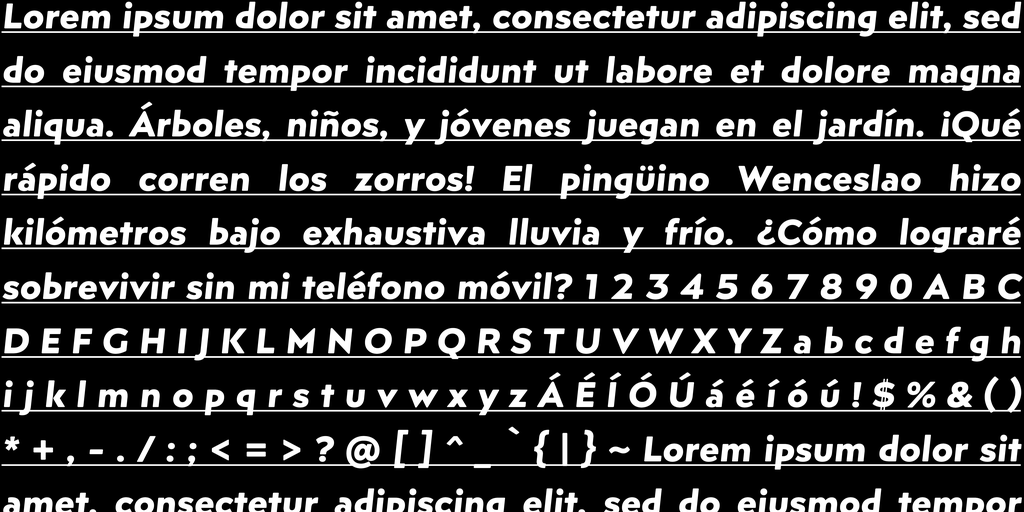 Lorem ipsum dolor sit amet, consectetur adipiscing elit, sed
do eiusmod tempor incididunt ut labore et dolore magna
aliqua. Árboles, niños, y jóvenes juegan en el jardín. ¡Qué
rápido corren los zorros! El pingüino Wenceslao hizo
kilómetros bajo exhaustiva lluvia y frío. ¿Cómo lograré
sobrevivir sin mi teléfono móvil? 1 2 3 4 5 6 7 8 9 0 A B C
D E F G H I J K L M N O P Q R S T U V W X Y Z a b c d e f g h
i j k l m n o p q r s t u v w x y z Á É Í Ó Ú á é í ó ú ! $ % & ( )
* + , - . / : ; < = > ? @ [ ] ^ _ ` { | } ~ Lorem ipsum dolor sit
amet, consectetur adipiscing elit, sed do eiusmod tempor